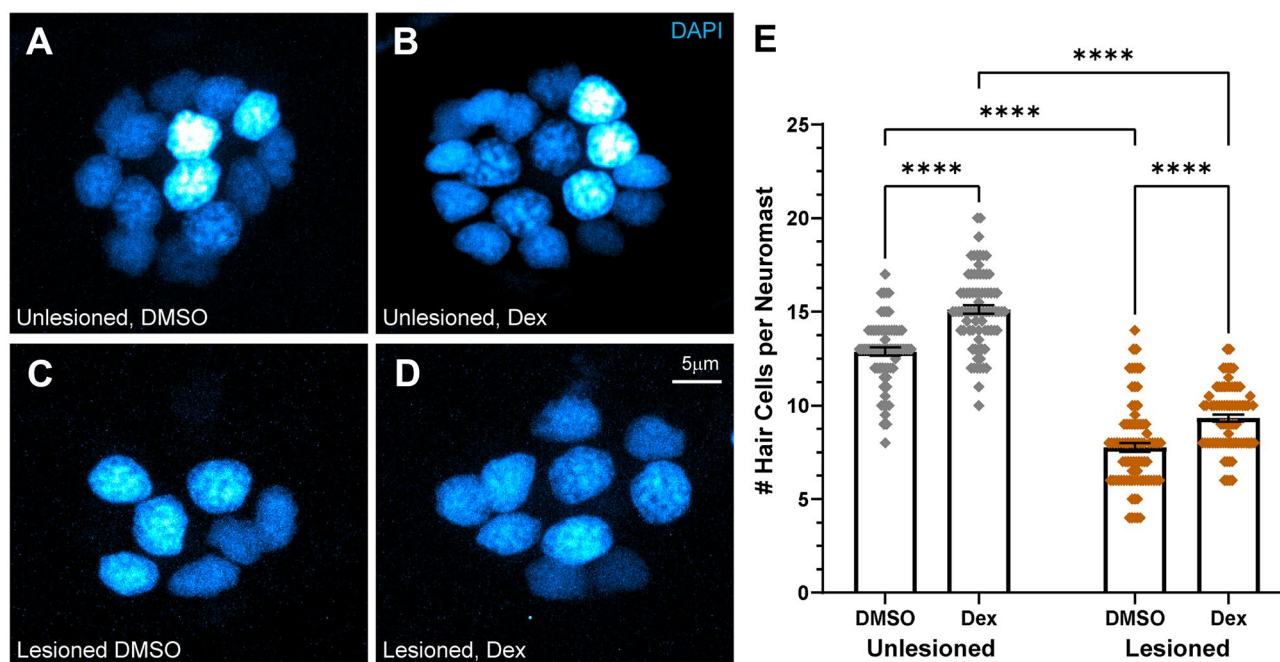 A
Unlesioned, DMSO
B
DAPI
Unlesioned, Dex
C
Lesioned DMSO
D
5μm
Lesioned, Dex
E
****
****
****
****
# Hair Cells per Neuromast
25
20
15
10
5
0
DMSO Dex DMSO Dex
Unlesioned Lesioned